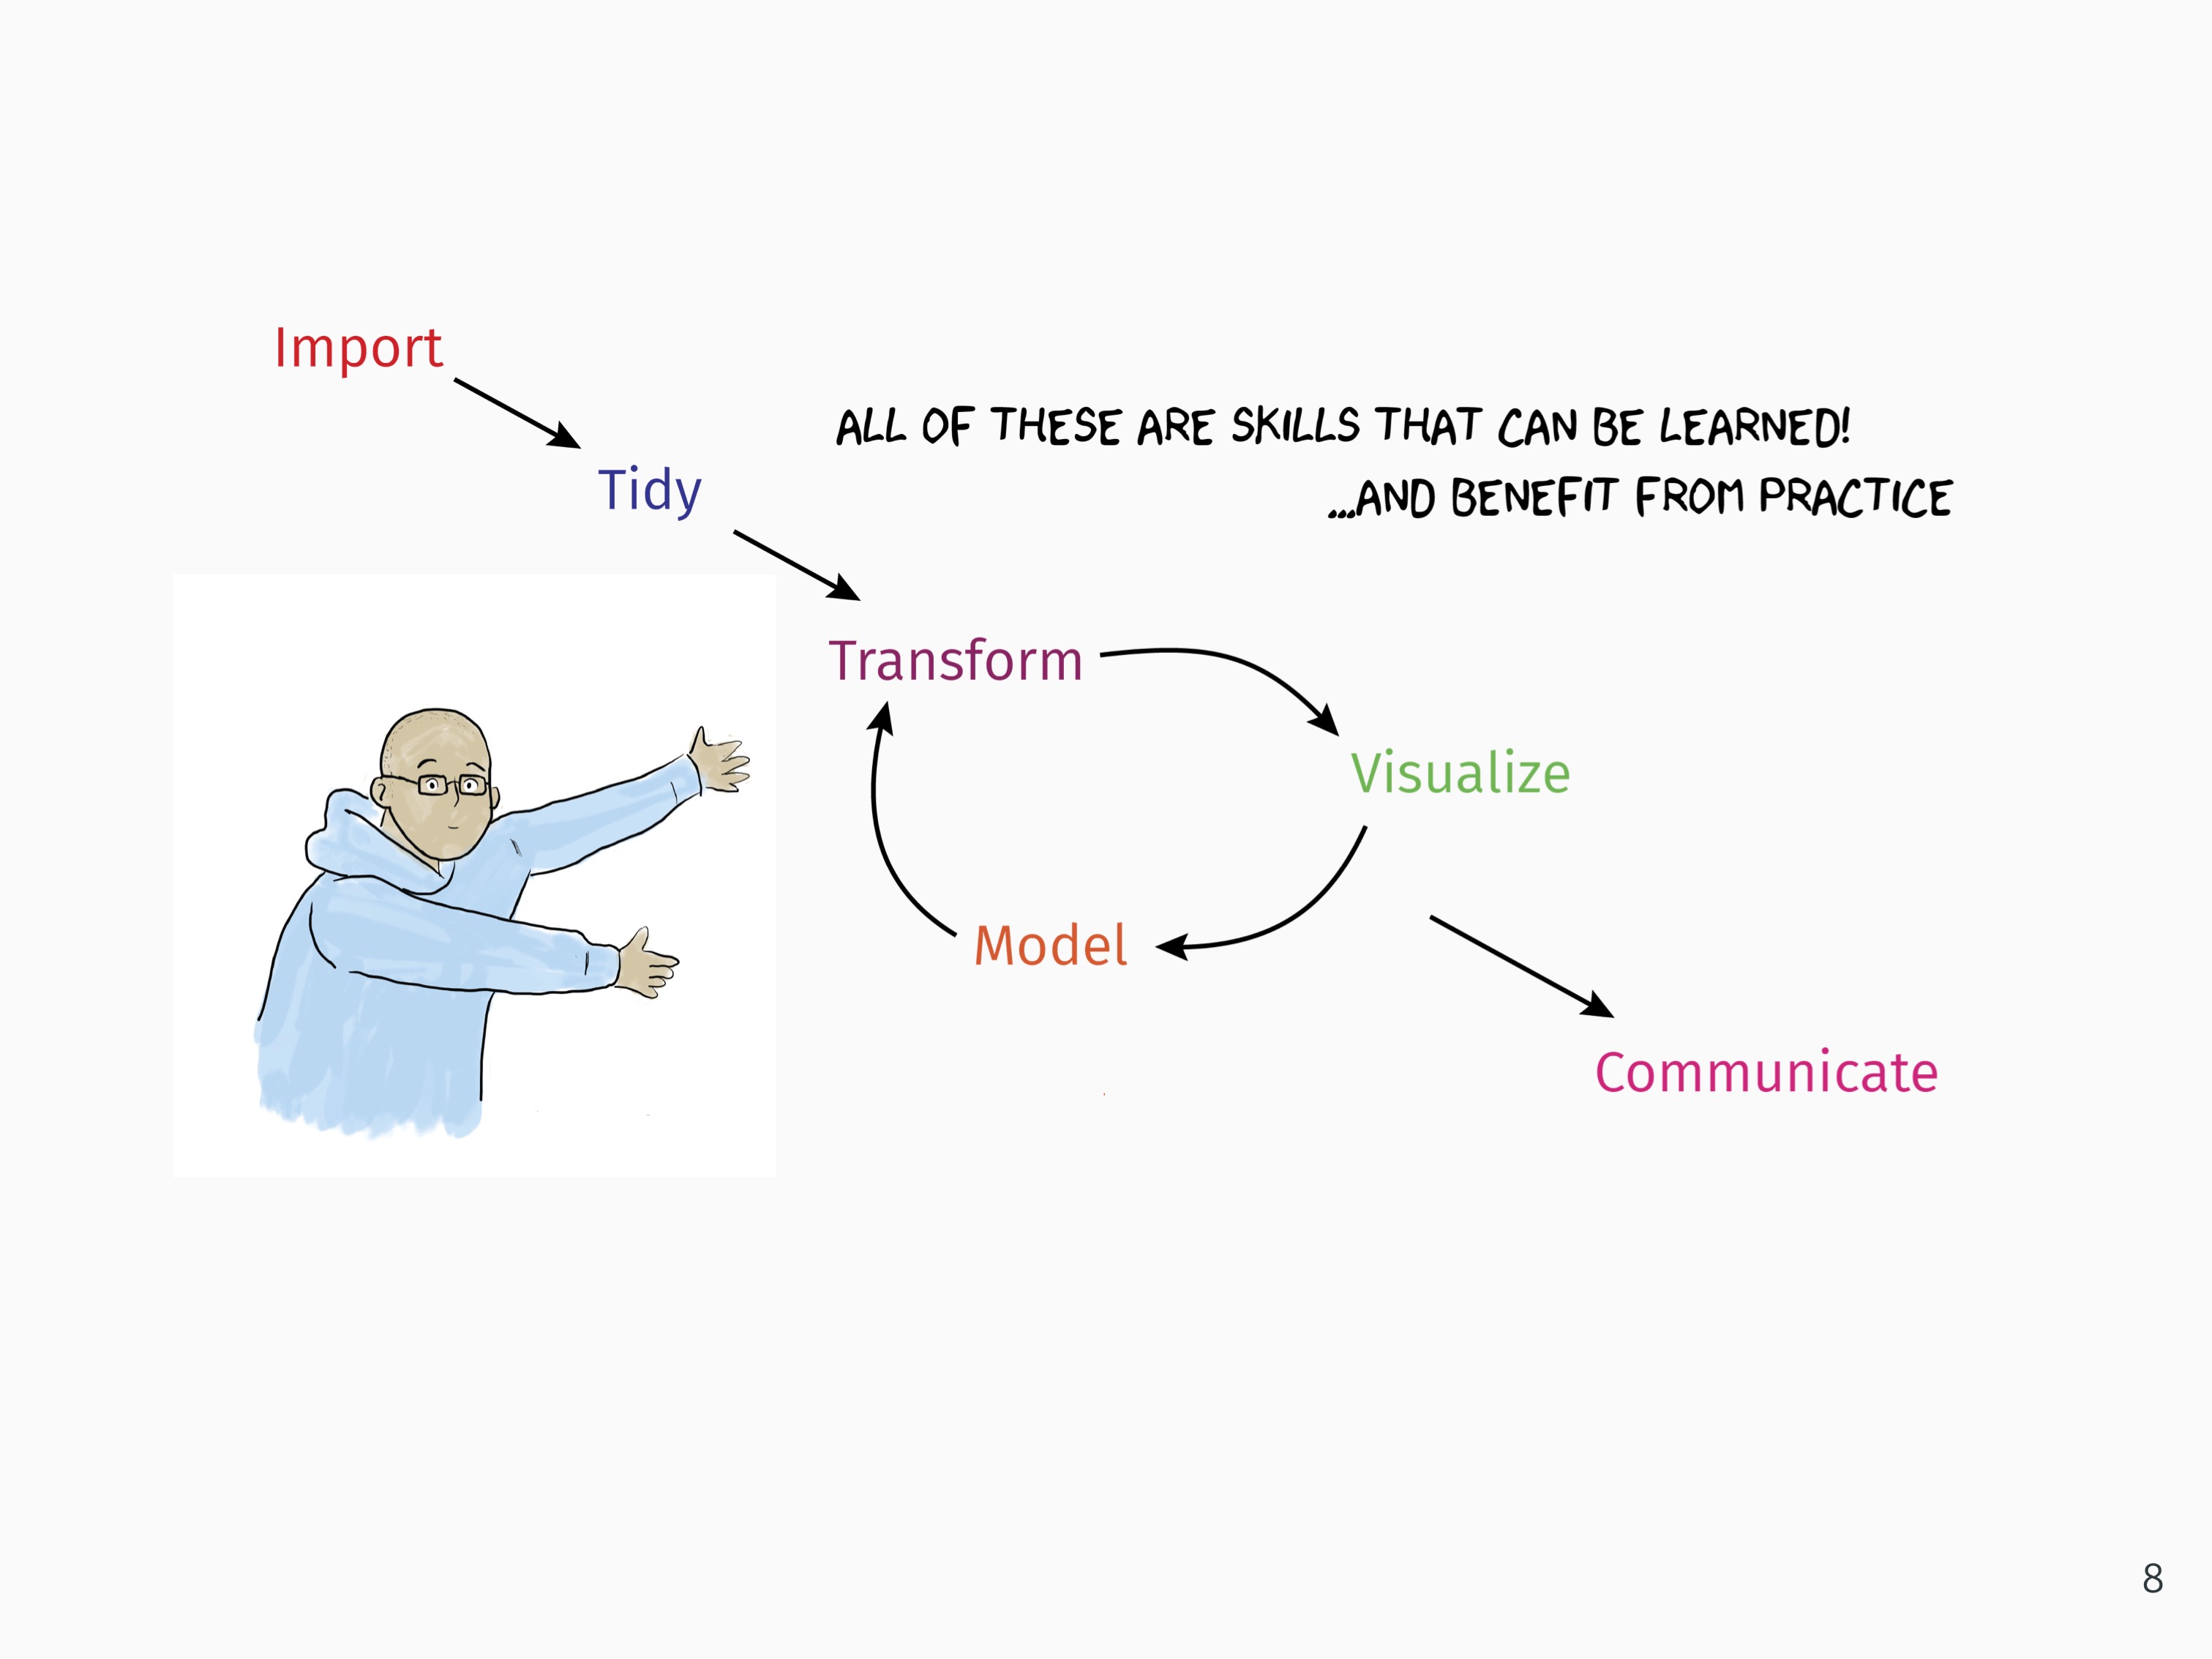 Import
ALL OF THESE ARE SKILLS THAT CAN BE LEARNED!
Tidy
...AND BENEFIT FROM PRACTICE
Transform
Visualize
Model
Communicate
8